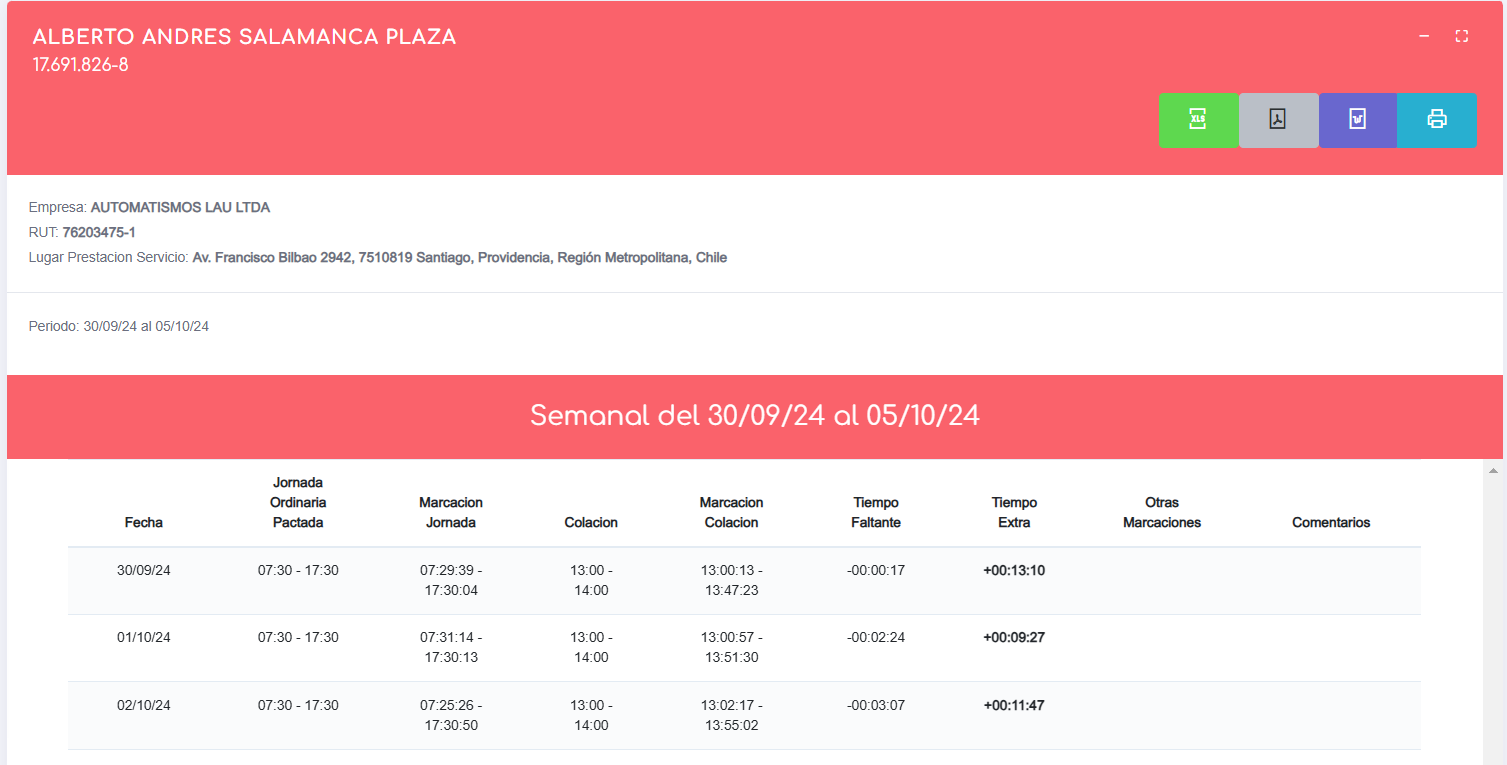 ALBERTO ANDRES SALAMANCA PLAZA
17.691.826-8
XLS
Empresa: AUTOMATISMOS LAU LTDA
RUT: 76203475-1
Lugar Prestacion Servicio: Av. Francisco Bilbao 2942, 7510819 Santiago, Providencia, Región Metropolitana, Chile
Periodo: 30/09/24 al 05/10/24
Semanal del 30/09/24 al 05/10/24
Fecha Jornada Ordinaria Pactada Marcacion Jornada Colacion Marcacion Colacion Tiempo Faltante Tiempo Extra Otras Marcaciones Comentarios
30/09/24 07:30 - 17:30 07:29:39 - 17:30:04 13:00 - 14:00 13:00:13 - 13:47:23 -00:00:17 +00:13:10
01/10/24 07:30 - 17:30 07:31:14 - 17:30:13 13:00 - 14:00 13:00:57 - 13:51:30 -00:02:24 +00:09:27
02/10/24 07:30 - 17:30 07:25:26 - 17:30:50 13:00 - 14:00 13:02:17 - 13:55:02 -00:03:07 +00:11:47